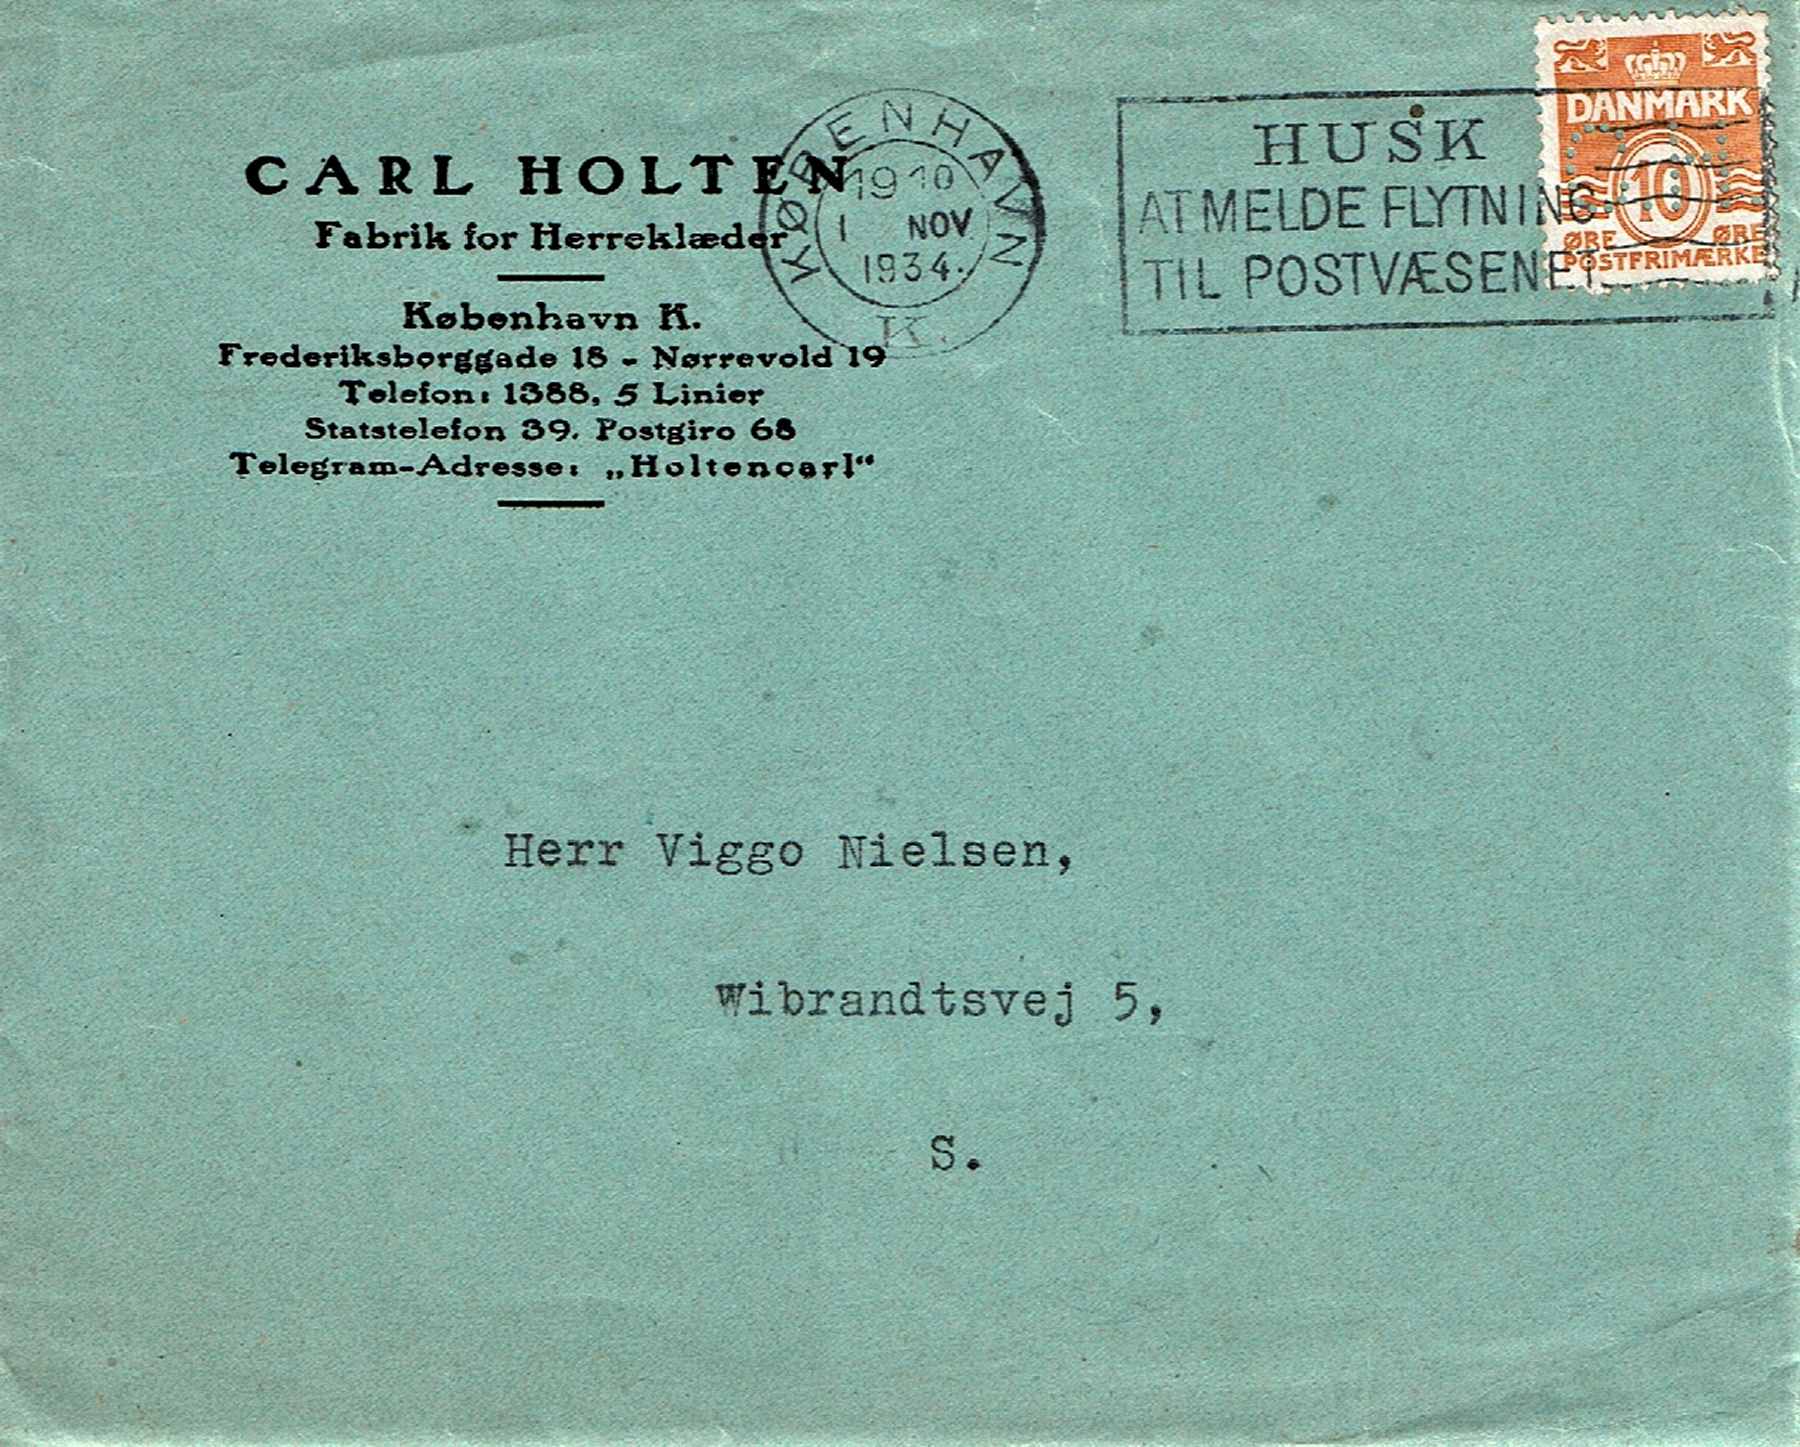 CARL HOLTEN
Fabrik for Herreklæder
København K.
Frederiksborggade 18 - Nørrevold 19
Telefon: 1388, 5 Linier
Statstelefon 39. Postgiro 68
Telegram-Adresse: „Holtencarl“
KØBENHAVN
19 10
1 NOV
1934.
K.
HUSK
AT MELDE FLYTNING
TIL POSTVÆSENET
DANMARK
10
ØRE ØRE
POSTFRIMÆRKE
Herr Viggo Nielsen,
Wibrandtsvej 5,
S.